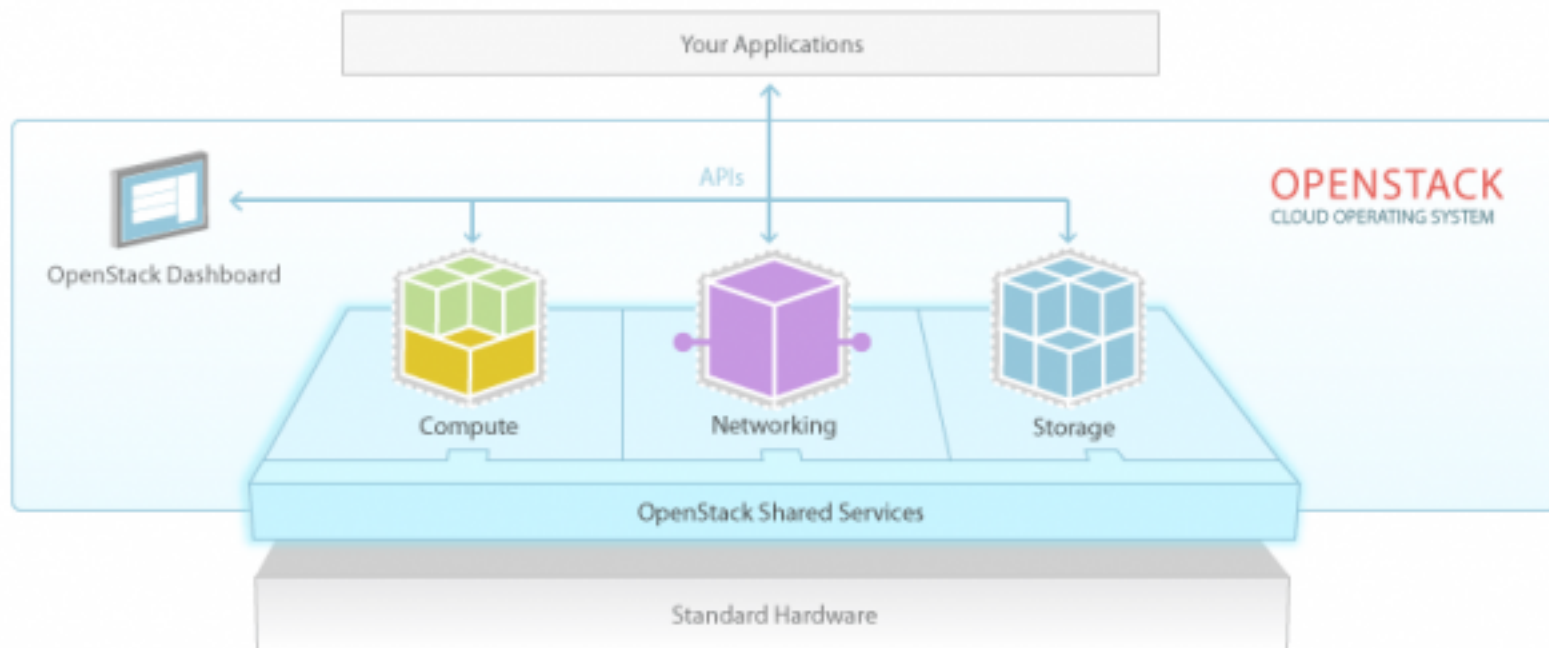 Your Applications
APIs
OPENSTACK
CLOUD OPERATING SYSTEM
OpenStack Dashboard
Compute
Networking
Storage
OpenStack Shared Services
Standard Hardware